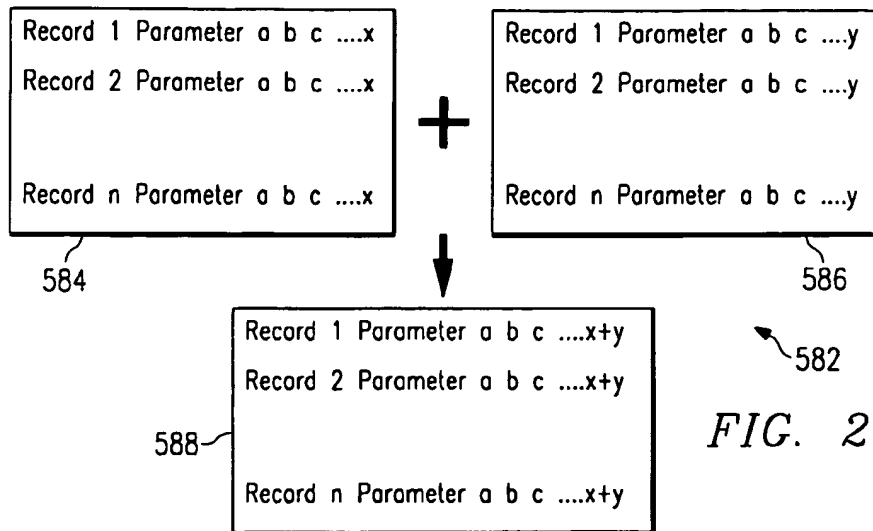 Record 1 Parameter a b c ....x
Record 2 Parameter a b c ....x
Record n Parameter a b c ....x
584
+
Record 1 Parameter a b c ....y
Record 2 Parameter a b c ....y
Record n Parameter a b c ....y
586
Record 1 Parameter a b c ....x+y
Record 2 Parameter a b c ....x+y
Record n Parameter a b c ....x+y
588
582
FIG. 2